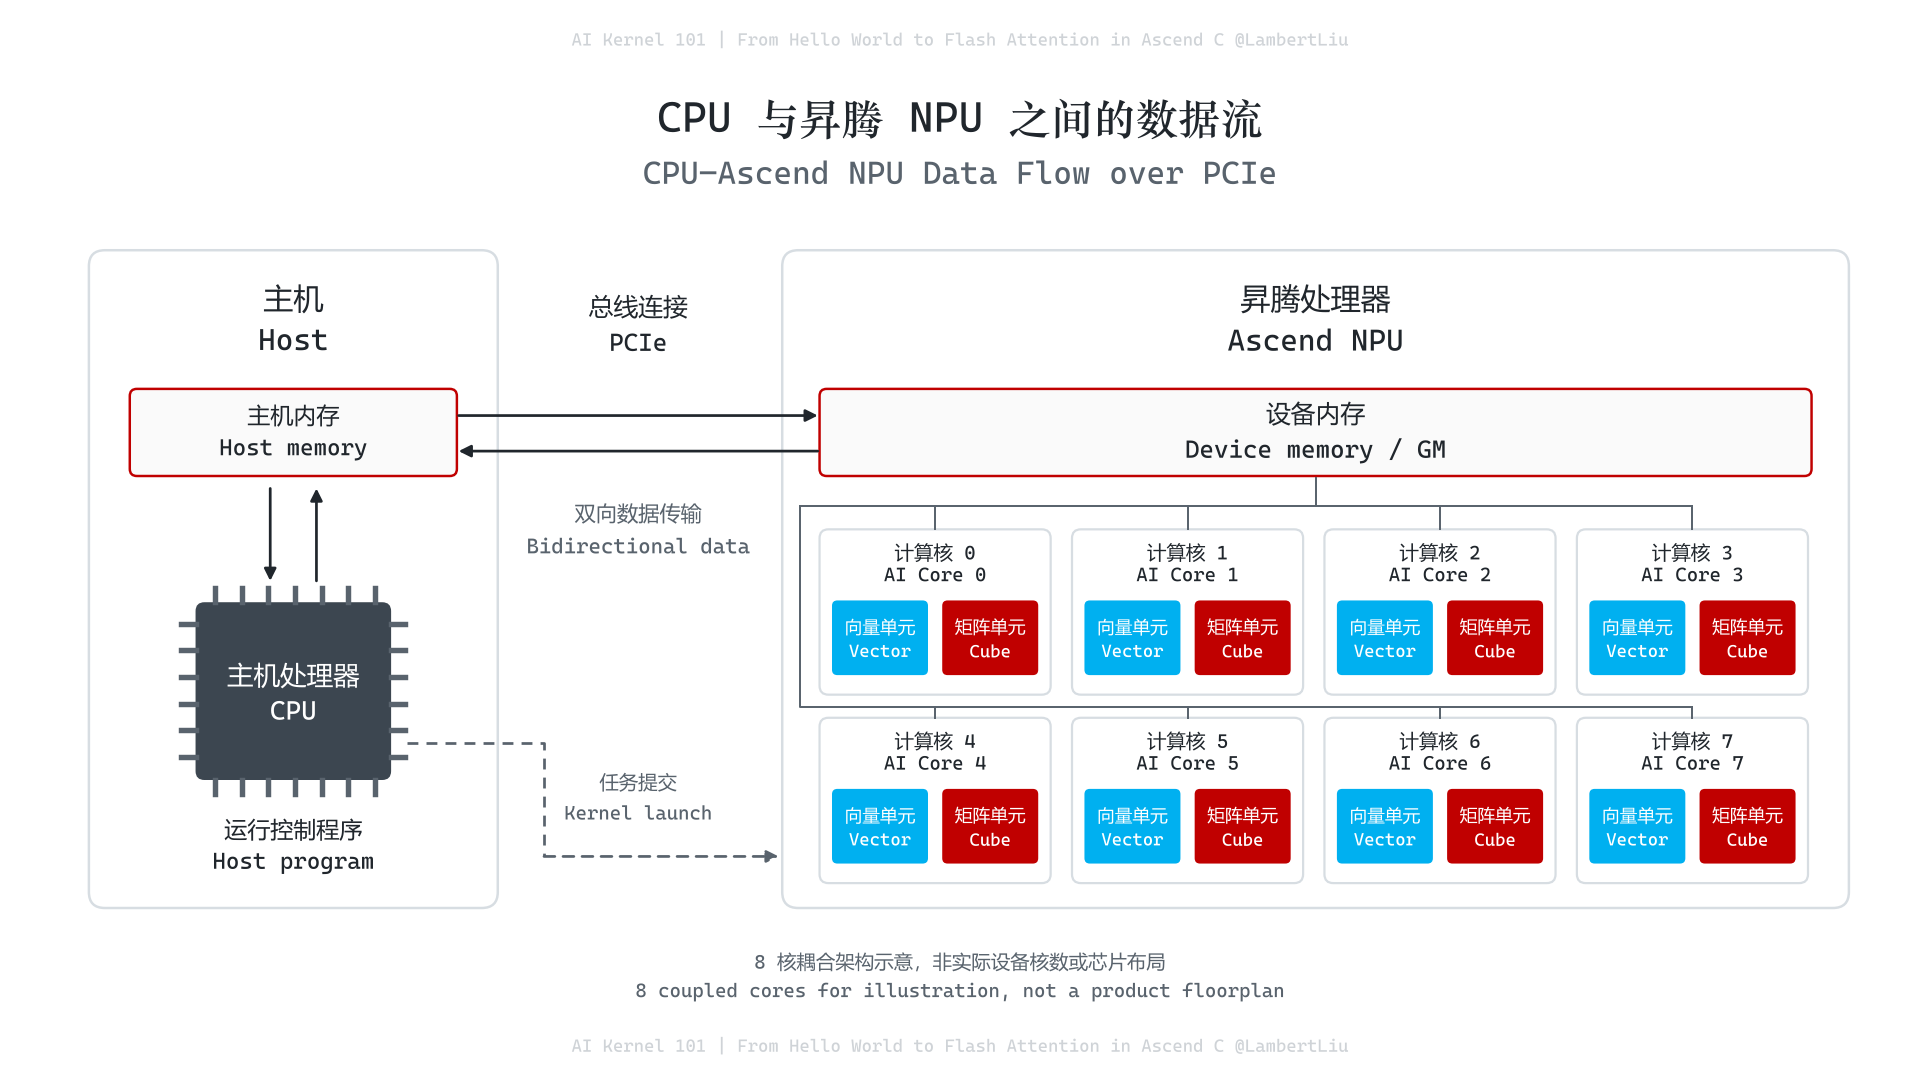 AI Kernel 101 | From Hello World to Flash Attention in Ascend C @LambertLiu
CPU 与昇腾 NPU 之间的数据流
CPU–Ascend NPU Data Flow over PCIe
主机
Host
主机内存
Host memory
主机处理器
CPU
运行控制程序
Host program
总线连接
PCIe
双向数据传输
Bidirectional data
任务提交
Kernel launch
昇腾处理器
Ascend NPU
设备内存
Device memory / GM
计算核 0
AI Core 0
向量单元
Vector
矩阵单元
Cube
计算核 1
AI Core 1
向量单元
Vector
矩阵单元
Cube
计算核 2
AI Core 2
向量单元
Vector
矩阵单元
Cube
计算核 3
AI Core 3
向量单元
Vector
矩阵单元
Cube
计算核 4
AI Core 4
向量单元
Vector
矩阵单元
Cube
计算核 5
AI Core 5
向量单元
Vector
矩阵单元
Cube
计算核 6
AI Core 6
向量单元
Vector
矩阵单元
Cube
计算核 7
AI Core 7
向量单元
Vector
矩阵单元
Cube
8 核耦合架构示意，非实际设备核数或芯片布局
8 coupled cores for illustration, not a product floorplan
AI Kernel 101 | From Hello World to Flash Attention in Ascend C @LambertLiu